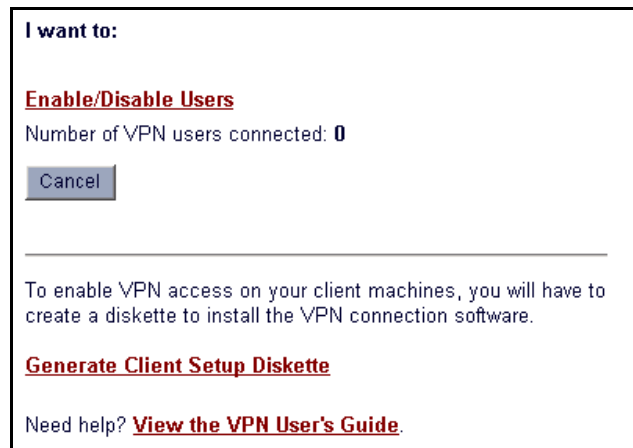 I want to:
Enable/Disable Users
Number of VPN users connected: 0
Cancel
To enable VPN access on your client machines, you will have to
create a diskette to install the VPN connection software.
Generate Client Setup Diskette
Need help? View the VPN User's Guide.